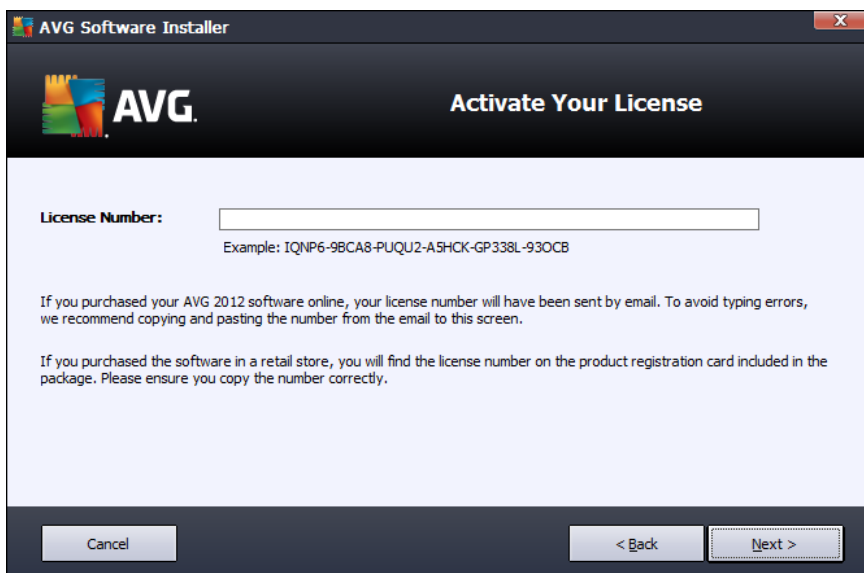 AVG Software Installer
AVG.
Activate Your License
License Number:
Example: IQNP6-9BCA8-PUQU2-A5HCK-GP338L-93OCB
If you purchased your AVG 2012 software online, your license number will have been sent by email. To avoid typing errors,
we recommend copying and pasting the number from the email to this screen.
If you purchased the software in a retail store, you will find the license number on the product registration card included in the
package. Please ensure you copy the number correctly.
Cancel
< Back
Next >